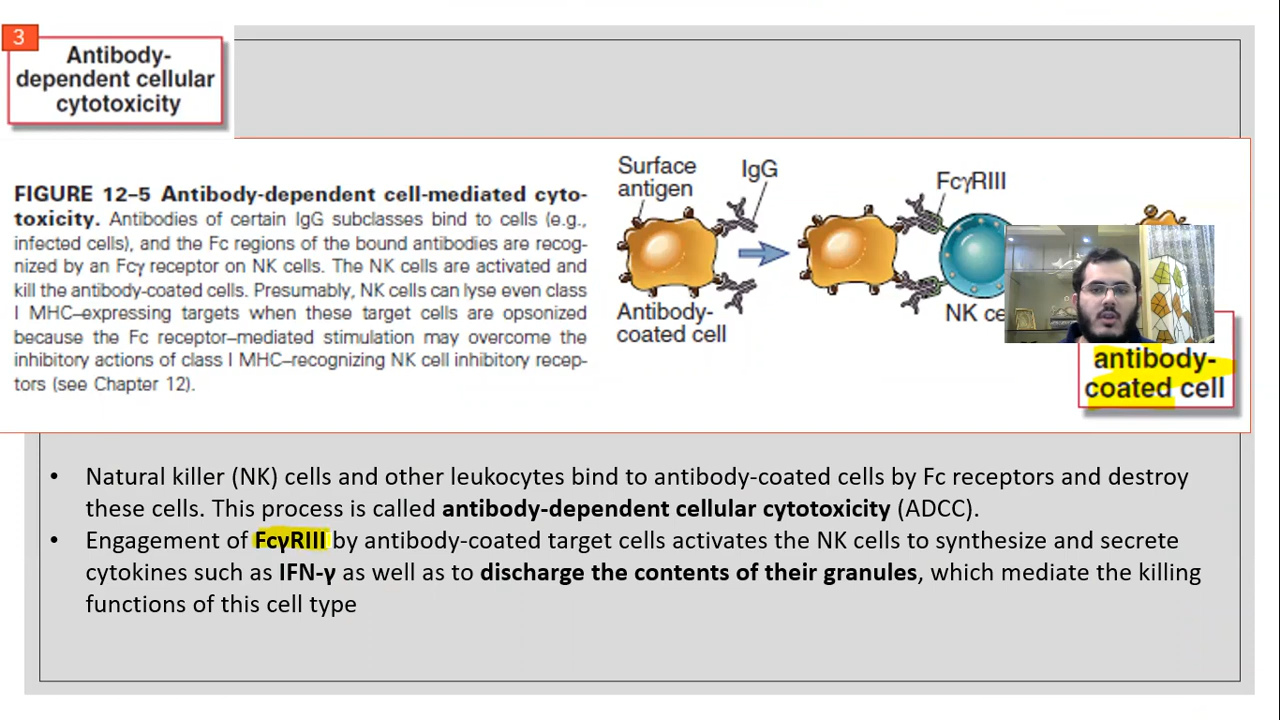 3
Antibody-
dependent cellular
cytotoxicity
FIGURE 12–5 Antibody-dependent cell-mediated cyto-
toxicity. Antibodies of certain IgG subclasses bind to cells (e.g.,
infected cells), and the Fc regions of the bound antibodies are recog-
nized by an Fcγ receptor on NK cells. The NK cells are activated and
kill the antibody-coated cells. Presumably, NK cells can lyse even class
I MHC–expressing targets when these target cells are opsonized
because the Fc receptor–mediated stimulation may overcome the
inhibitory actions of class I MHC–recognizing NK cell inhibitory recep-
tors (see Chapter 12).
Surface
antigen
IgG
Antibody-
coated cell
FcγRIII
NK ce
antibody-
coated cell
• Natural killer (NK) cells and other leukocytes bind to antibody-coated cells by Fc receptors and destroy
these cells. This process is called antibody-dependent cellular cytotoxicity (ADCC).
• Engagement of FcγRIII by antibody-coated target cells activates the NK cells to synthesize and secrete
cytokines such as IFN-γ as well as to discharge the contents of their granules, which mediate the killing
functions of this cell type